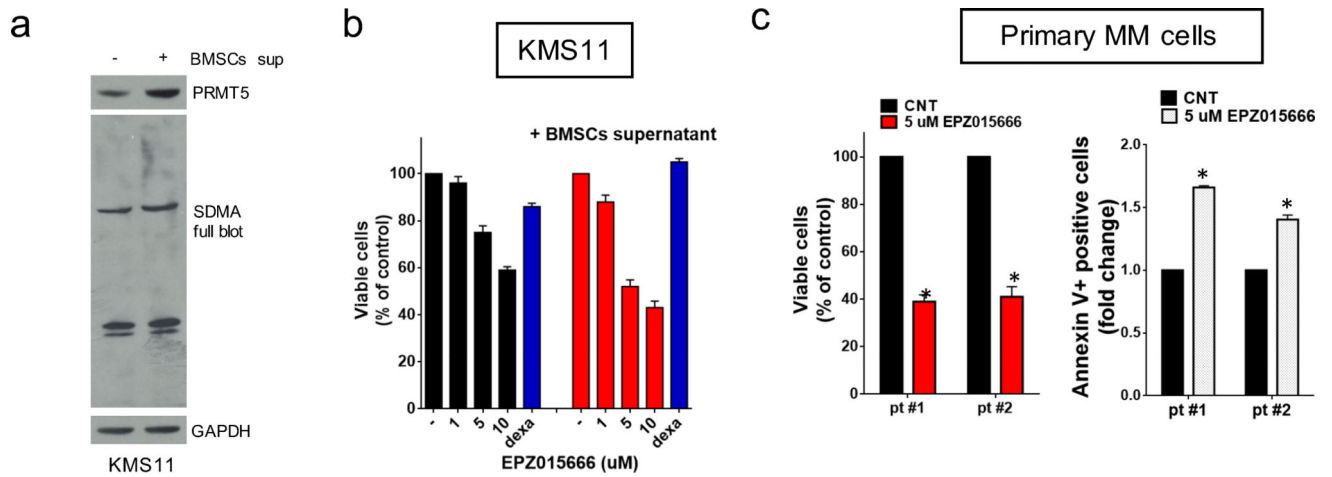 a
- + BMSCs sup
PRMT5
SDMA
full blot
GAPDH
KMS11
b
KMS11
+ BMSCs supernatant
Viable cells
(% of control)
100
80
60
40
20
0
- 1 5 10 dexa - 1 5 10 dexa
EPZ015666 (uM)
c
Primary MM cells
CNT
5 uM EPZ015666
Viable cells
(% of control)
100
80
60
40
20
0
* *
pt #1 pt #2
CNT
5 uM EPZ015666
Annexin V+ positive cells
(fold change)
2.0
1.5
1.0
0.5
0.0
* *
pt #1 pt #2